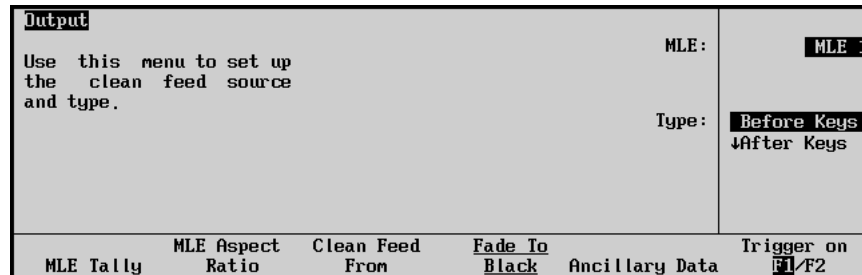 Output
Use this menu to set up
the clean feed source
and type.
MLE:
MLE 1
Type:
Before Keys
↓After Keys
MLE Tally
MLE Aspect
Ratio
Clean Feed
From
Fade To
Black
Ancillary Data
Trigger on
F1/F2